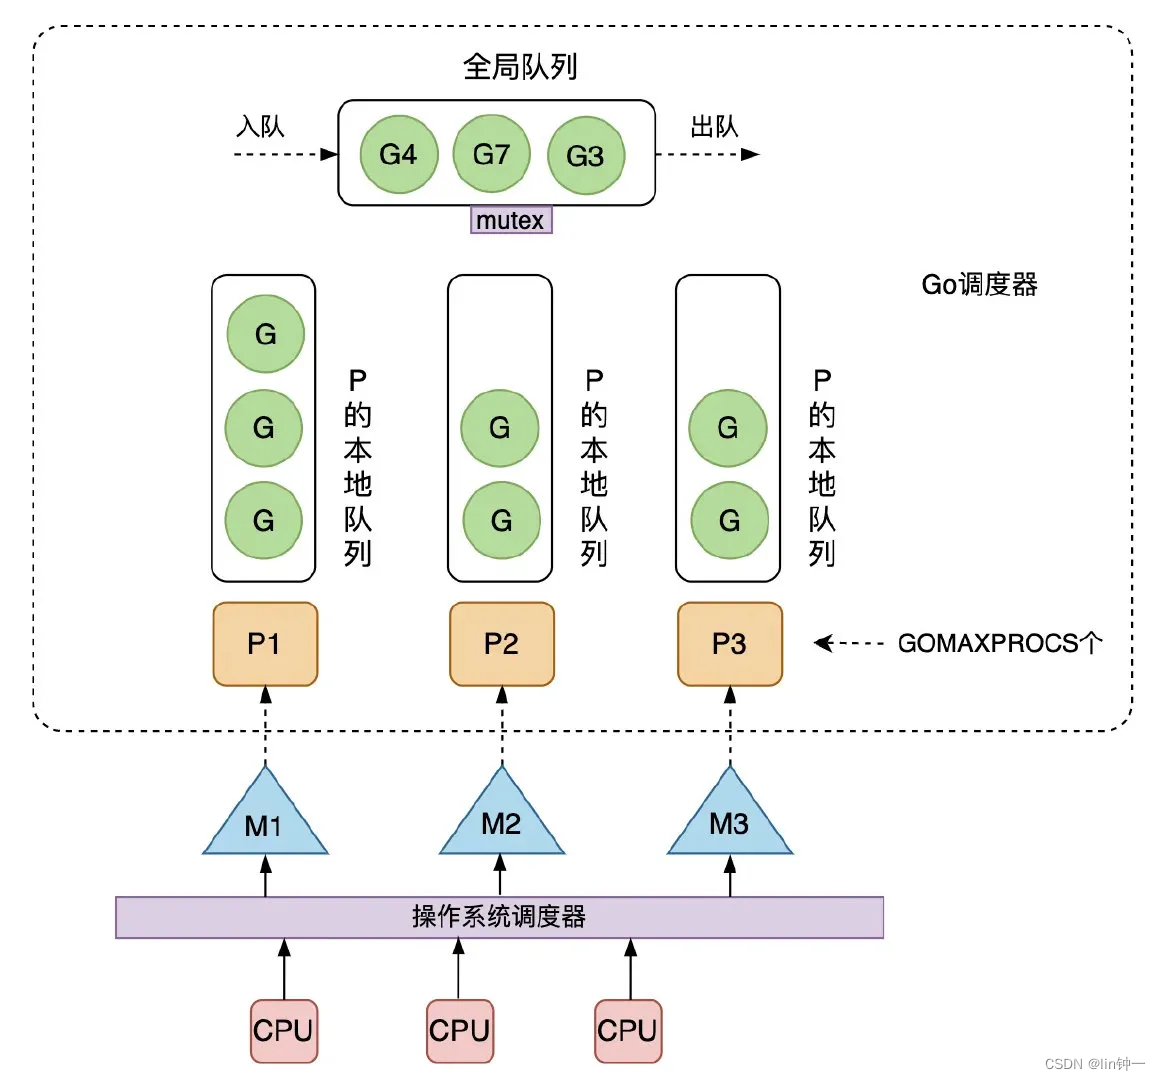 全局队列
入队
出队
G4 G7 G3
mutex
Go调度器
G
G
G
P的本地队列
G
G
P的本地队列
G
G
P的本地队列
P1 P2 P3
GOMAXPROCS个
M1 M2 M3
操作系统调度器
CPU CPU CPU
CSDN @lin钟一